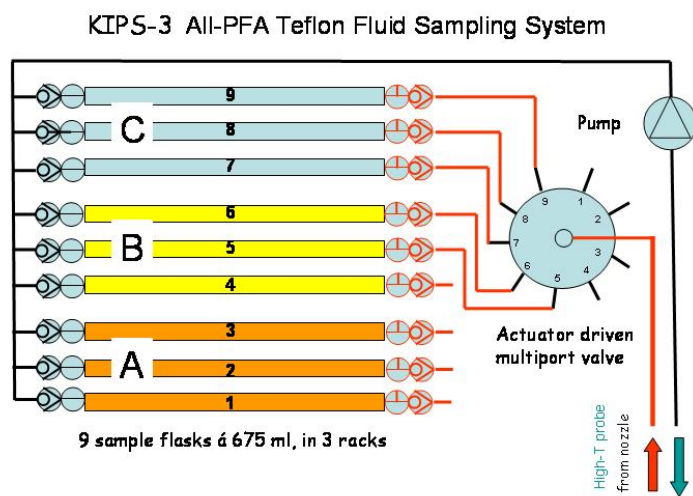 KIPS-3 All-PFA Teflon Fluid Sampling System
9
C
8
7
6
B
5
4
3
A
2
1
Pump
9
1
8
2
7
3
6
5
4
Actuator driven
multiport valve
9 sample flasks á 675 ml, in 3 racks
High-T probe
from nozzle